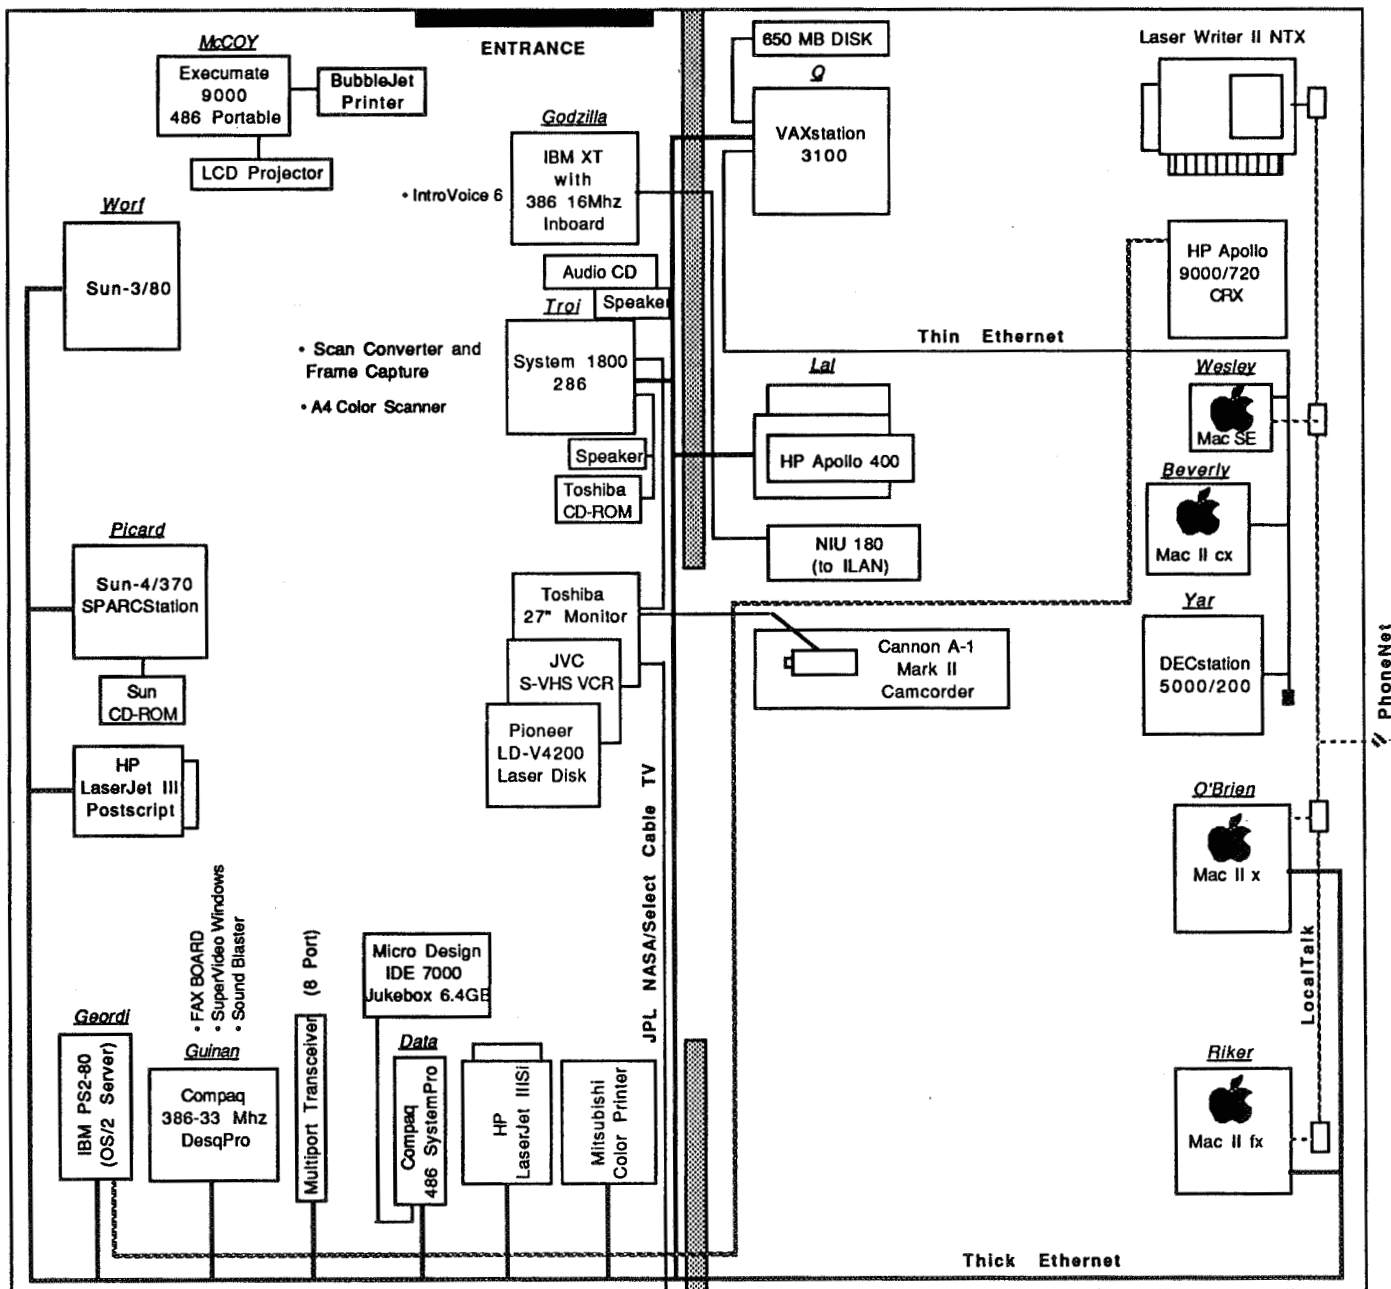 ENTRANCE
McCOY
Execumate
9000
486 Portable
BubbleJet
Printer
LCD Projector
Godzilla
IBM XT
with
386 16Mhz
Inboard
• IntroVoice 6
Audio CD
Speaker
Troi
System 1800
286
• Scan Converter and
Frame Capture
• A4 Color Scanner
Speaker
Toshiba
CD-ROM
Worf
Sun-3/80
Picard
Sun-4/370
SPARCStation
Sun
CD-ROM
HP
LaserJet III
Postscript
Toshiba
27" Monitor
JVC
S-VHS VCR
Pioneer
LD-V4200
Laser Disk
JPL NASA/Select Cable TV
650 MB DISK
Q
VAXstation
3100
Laser Writer II NTX
HP Apollo
9000/720
CRX
Thin Ethernet
Lal
HP Apollo 400
NIU 180
(to ILAN)
Wesley
Mac SE
Beverly
Mac II cx
Yar
DECstation
5000/200
Cannon A-1
Mark II
Camcorder
PhoneNet
O'Brien
Mac II x
LocalTalk
Riker
Mac II fx
Geordi
IBM PS2-80
(OS/2 Server)
• FAX BOARD
• SuperVideo Windows
• Sound Blaster
Guinan
Compaq
386-33 Mhz
DesqPro
Multiport Transceiver (8 Port)
Micro Design
IDE 7000
Jukebox 6.4GB
Data
Compaq
486 SystemPro
HP
LaserJet IIISi
Mitsubishi
Color Printer
Thick Ethernet